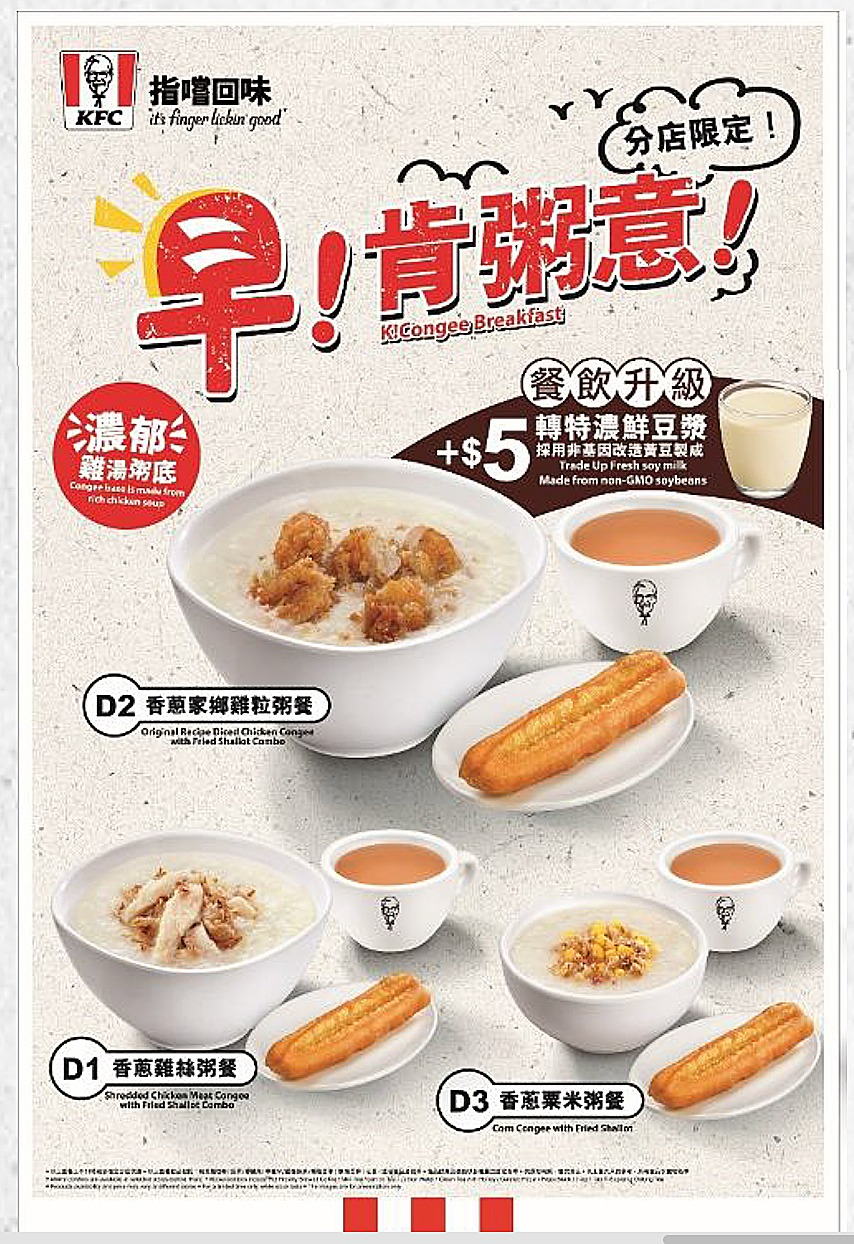 KFC
指嚐回味
"it's finger lickin' good"
分店限定！
早！肯粥意！
K! Congee Breakfast
餐飲升級
+$5
轉特濃鮮豆漿
採用非基因改造黃豆製成
Trade Up Fresh soy milk
Made from non-GMO soybeans
濃郁
雞湯粥底
Congee base is made from
rich chicken soup
D2 香蔥家鄉雞粒粥餐
Original Recipe Diced Chicken Congee
with Fried Shallot Combo
D1 香蔥雞絲粥餐
Shredded Chicken Meat Congee
with Fried Shallot Combo
D3 香蔥粟米粥餐
Corn Congee with Fried Shallot